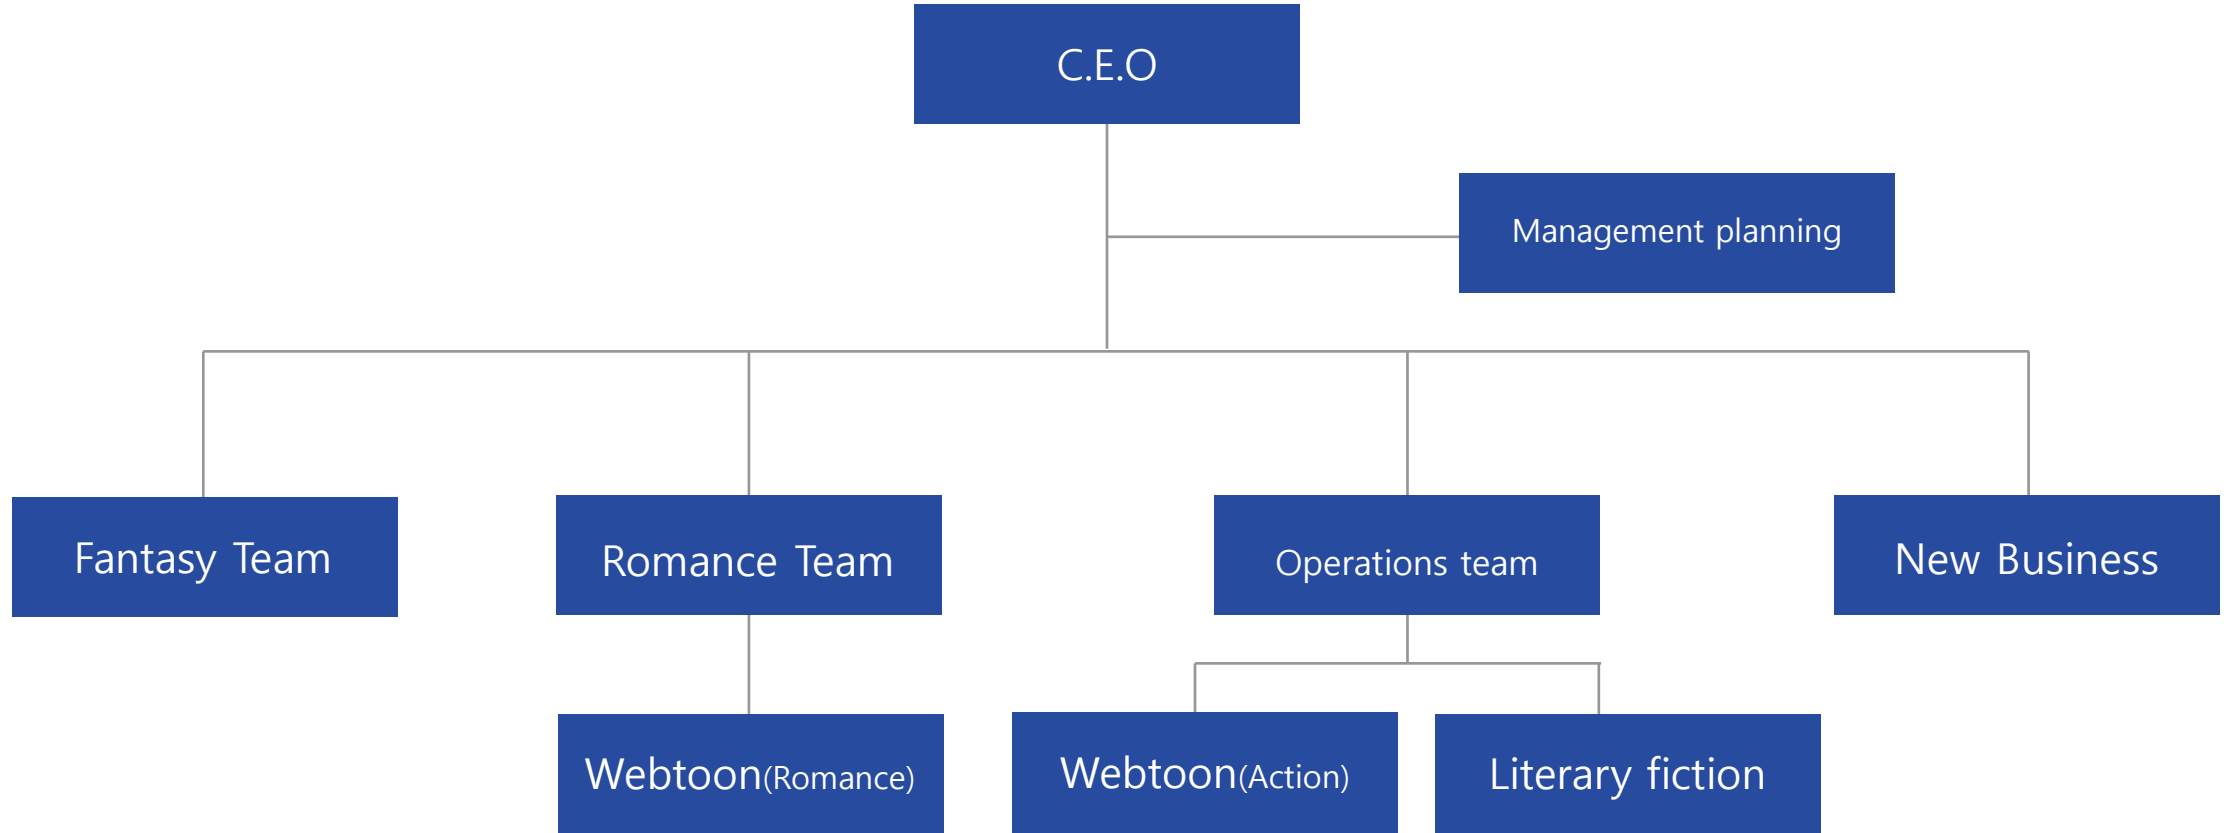 C.E.O
Management planning
Fantasy Team
Romance Team
Operations team
New Business
Webtoon(Romance)
Webtoon(Action)
Literary fiction